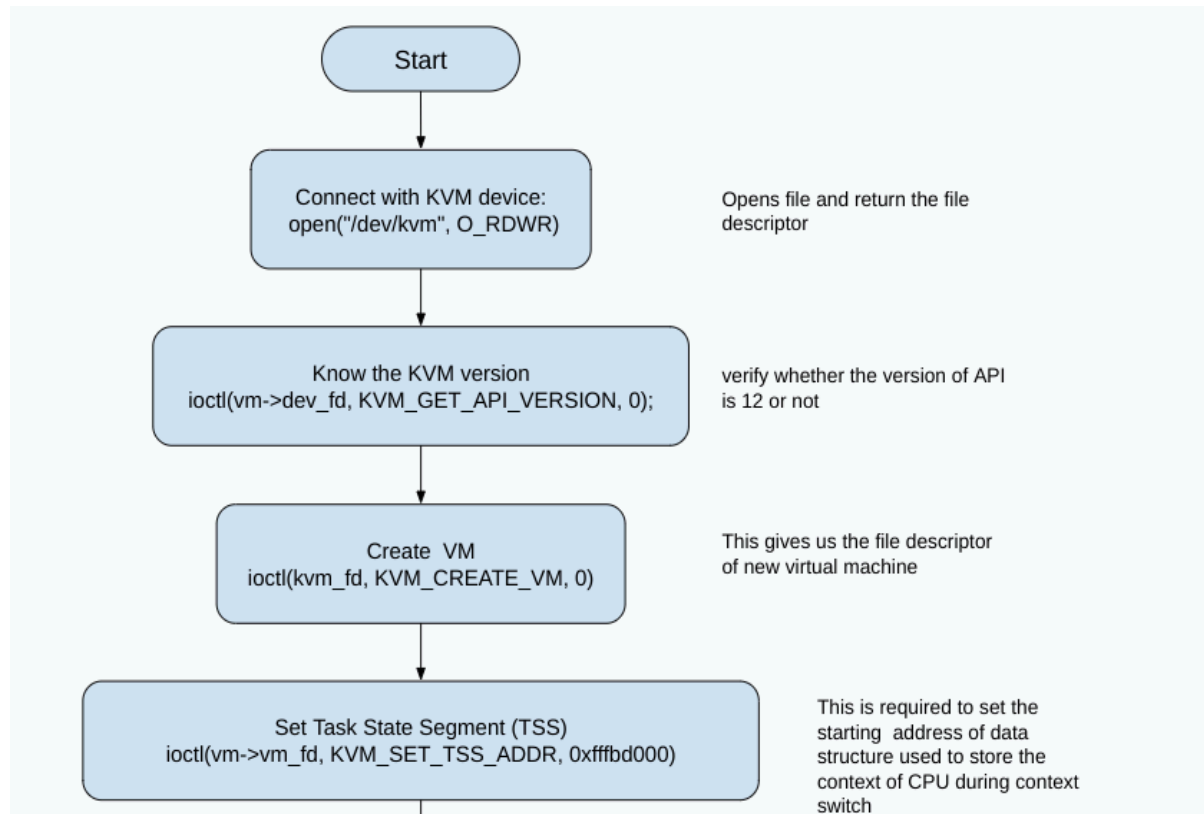 Start
Connect with KVM device:
open("/dev/kvm", O_RDWR)
Opens file and return the file
descriptor
Know the KVM version
ioctl(vm->dev_fd, KVM_GET_API_VERSION, 0);
verify whether the version of API
is 12 or not
Create  VM
ioctl(kvm_fd, KVM_CREATE_VM, 0)
This gives us the file descriptor
of new virtual machine
Set Task State Segment (TSS)
ioctl(vm->vm_fd, KVM_SET_TSS_ADDR, 0xfffbd000)
This is required to set the
starting  address of data
structure used to store the
context of CPU during context
switch